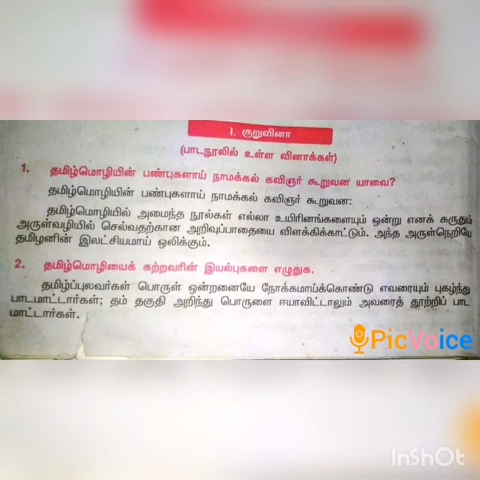 I. குறுவினா
(பாடநூலில் உள்ள வினாக்கள்)
1. தமிழ்மொழியின் பண்புகளாய் நாமக்கல் கவிஞர் கூறுவன யாவை?
தமிழ்மொழியின் பண்புகளாய் நாமக்கல் கவிஞர் கூறுவன:
தமிழ்மொழியில் அமைந்த நூல்கள் எல்லா உயிரினங்களையும் ஒன்று எனக் கருதும்
அருள்வழியில் செல்வதற்கான அறிவுப்பாதையை விளக்கிக்காட்டும். அந்த அருள்நெறியே
தமிழனின் இலட்சியமாய் ஒலிக்கும்.
2. தமிழ்மொழியைக் கற்றவரின் இயல்புகளை எழுதுக.
தமிழ்ப்புலவர்கள் பொருள் ஒன்றனையே நோக்கமாய்க்கொண்டு எவரையும் புகழ்ந்து
பாடமாட்டார்கள்; தம் தகுதி அறிந்து பொருளை ஈயாவிட்டாலும் அவரைத் தூற்றிப் பாட
மாட்டார்கள்.
PicVoice
InShOt